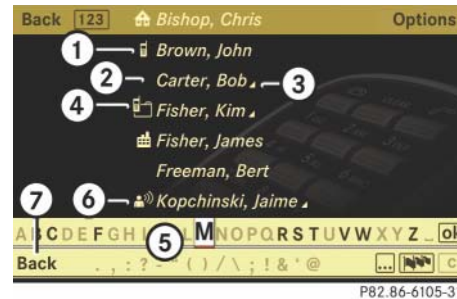 Back 123 Bishop, Chris Options
1 Brown, John
2 Carter, Bob 3
4 Fisher, Kim
Fisher, James
Freeman, Bert
6 Kopchinski, Jaime
7
5
A B C D E F G H I L M N O P Q R S T U V W X Y Z _ ok
Back . , : ? - " ( ) / \ ; ! & ' @ ... c
P82.86-6105-31